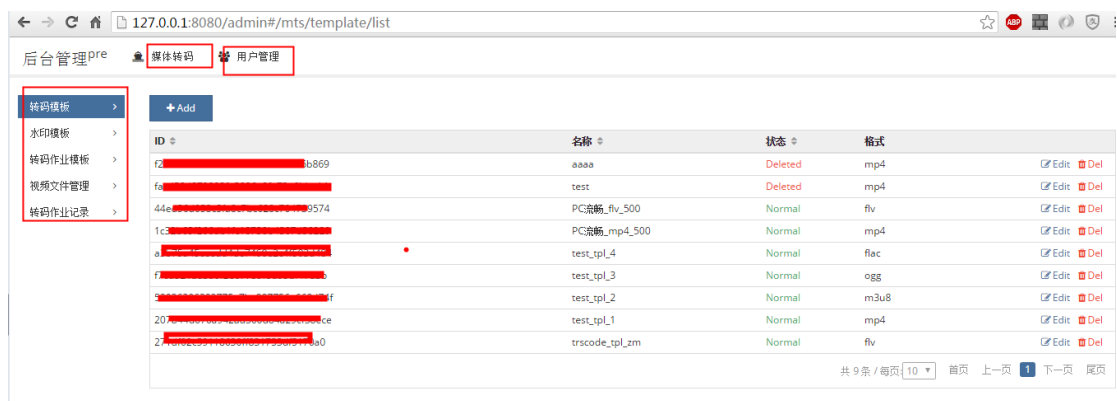 127.0.0.1:8080/admin#/mts/template/list
ABP
后台管理pre 媒体转码 用户管理
转码模板
水印模板
转码作业模板
视频文件管理
转码作业记录
Add
ID 名称 状态 格式
f2 b869 aaaa Deleted mp4 Edit Del
fa test Deleted mp4 Edit Del
44e 9574 PC流畅_flv_500 Normal flv Edit Del
1c PC流畅_mp4_500 Normal mp4 Edit Del
test_tpl_4 Normal flac Edit Del
test_tpl_3 Normal ogg Edit Del
test_tpl_2 Normal m3u8 Edit Del
test_tpl_1 Normal mp4 Edit Del
trscode_tpl_zm Normal flv Edit Del
共 9 条 / 每页: 10 首页 上一页 1 下一页 尾页